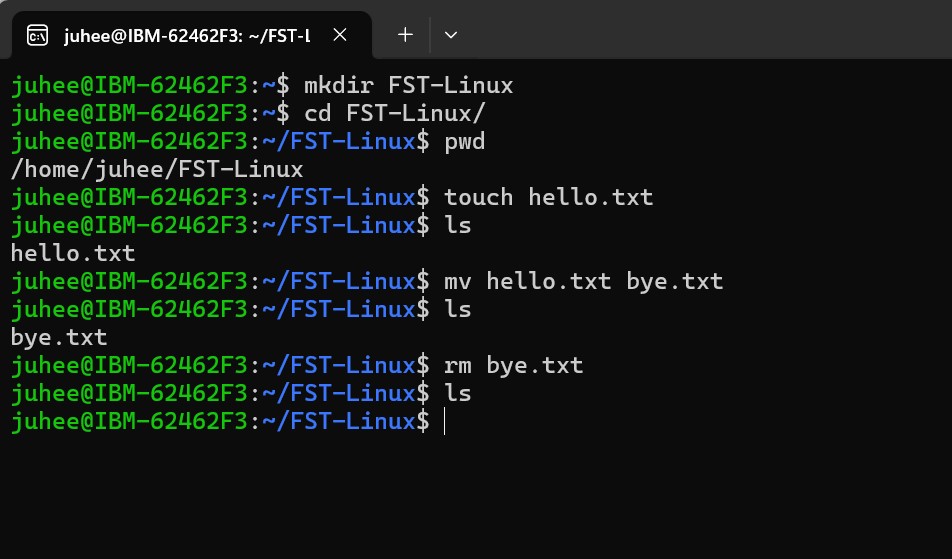 juhee@IBM-62462F3: ~/FST-L
juhee@IBM-62462F3:~$ mkdir FST-Linux
juhee@IBM-62462F3:~$ cd FST-Linux/
juhee@IBM-62462F3:~/FST-Linux$ pwd
/home/juhee/FST-Linux
juhee@IBM-62462F3:~/FST-Linux$ touch hello.txt
juhee@IBM-62462F3:~/FST-Linux$ ls
hello.txt
juhee@IBM-62462F3:~/FST-Linux$ mv hello.txt bye.txt
juhee@IBM-62462F3:~/FST-Linux$ ls
bye.txt
juhee@IBM-62462F3:~/FST-Linux$ rm bye.txt
juhee@IBM-62462F3:~/FST-Linux$ ls
juhee@IBM-62462F3:~/FST-Linux$